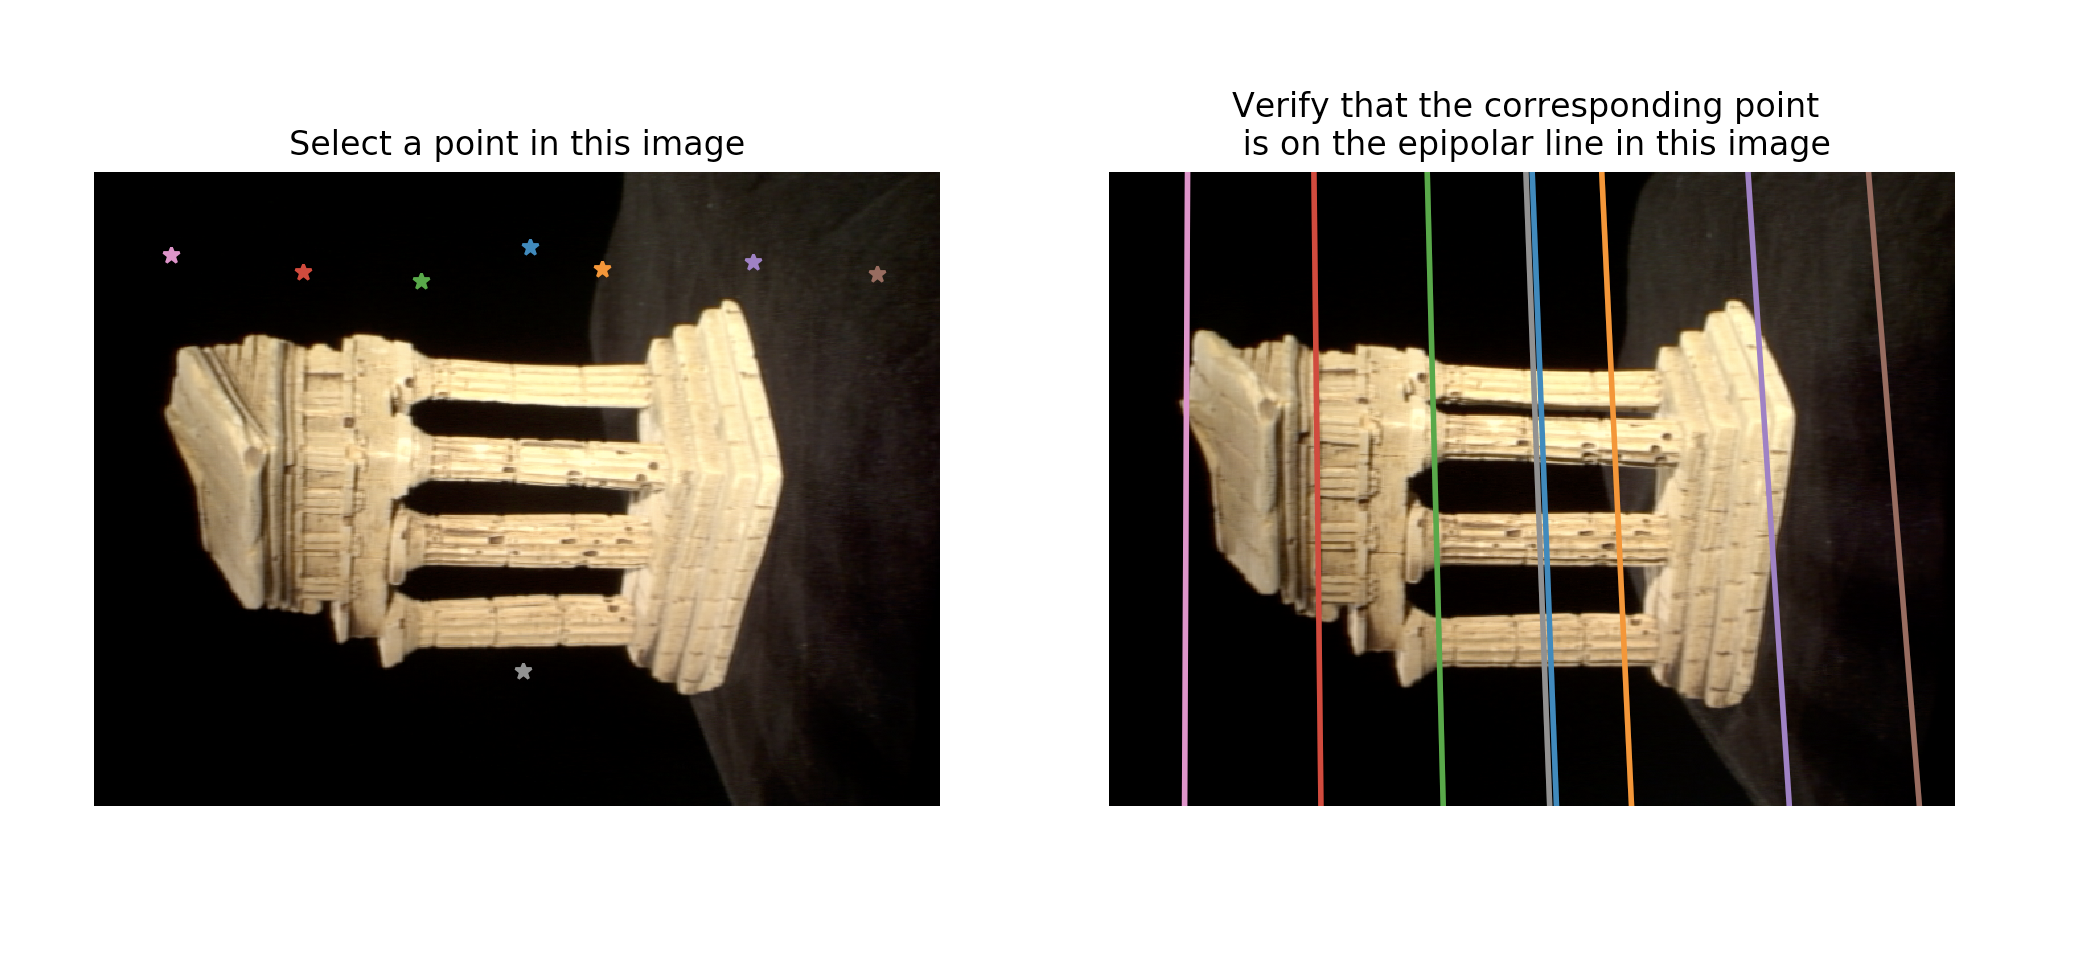 Select a point in this image
Verify that the corresponding point
is on the epipolar line in this image